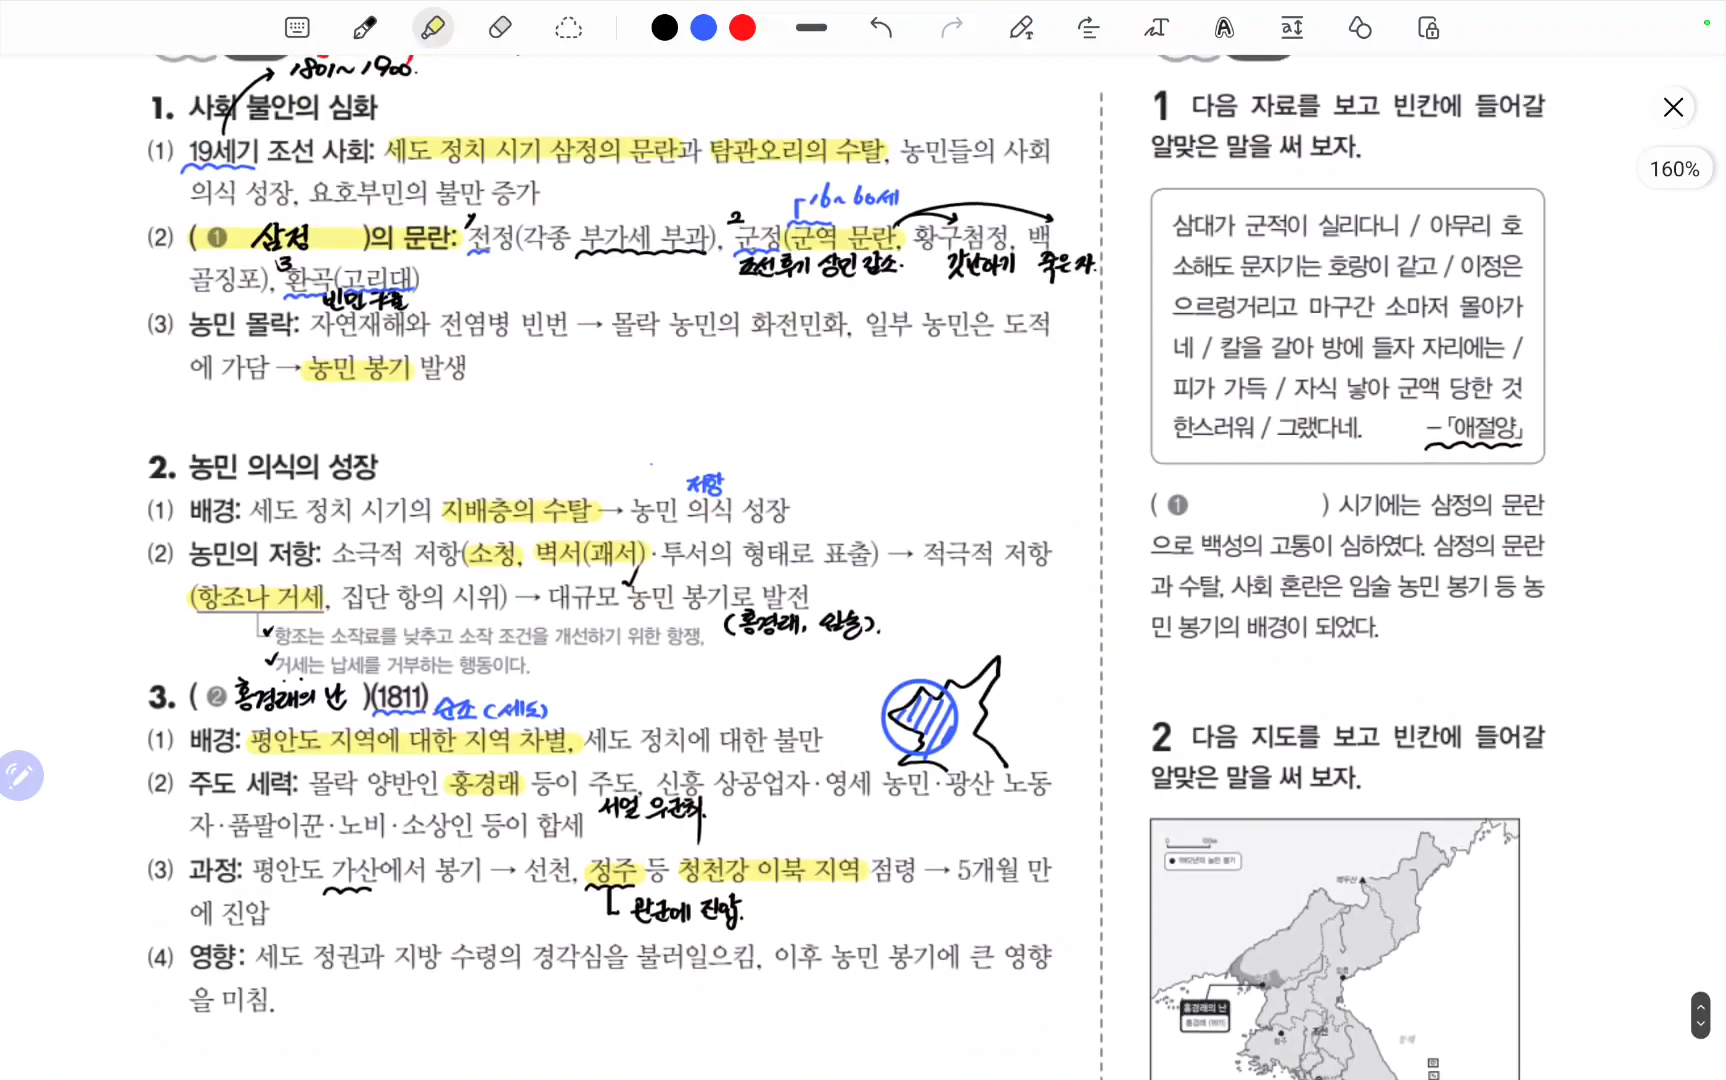 1801~1900.
1. 사회 불안의 심화
(1) 19세기 조선 사회: 세도 정치 시기 삼정의 문란과 탐관오리의 수탈, 농민들의 사회
의식 성장, 요호부민의 불만 증가
16~60세
(2) ( ❶ 삼정 )의 문란: 1 전정(각종 부가세 부과), 2 군정(군역 문란, 황구첨정, 백
조선후기 상민 감소. 갓난아기 죽은 자.
3
골징포), 환곡(고리대)
빈민 구휼
(3) 농민 몰락: 자연재해와 전염병 빈번 → 몰락 농민의 화전민화, 일부 농민은 도적
에 가담 → 농민 봉기 발생
2. 농민 의식의 성장
저항
(1) 배경: 세도 정치 시기의 지배층의 수탈 → 농민 의식 성장
(2) 농민의 저항: 소극적 저항(소청, 벽서(괘서)·투서의 형태로 표출) → 적극적 저항
(항조나 거세, 집단 항의 시위) → 대규모 농민 봉기로 발전
(홍경래, 임술).
항조는 소작료를 낮추고 소작 조건을 개선하기 위한 항쟁,
거세는 납세를 거부하는 행동이다.
3. ( ❷ 홍경래의 난 )(1811) 순조(세도)
(1) 배경: 평안도 지역에 대한 지역 차별, 세도 정치에 대한 불만
(2) 주도 세력: 몰락 양반인 홍경래 등이 주도, 신흥 상공업자·영세 농민·광산 노동
서얼 우군칙.
자·품팔이꾼·노비·소상인 등이 합세
(3) 과정: 평안도 가산에서 봉기 → 선천, 정주 등 청천강 이북 지역 점령 → 5개월 만
에 진압
관군에 진압.
(4) 영향: 세도 정권과 지방 수령의 경각심을 불러일으킴, 이후 농민 봉기에 큰 영향
을 미침.
1 다음 자료를 보고 빈칸에 들어갈
알맞은 말을 써 보자.
삼대가 군적이 실리다니 / 아무리 호
소해도 문지기는 호랑이 같고 / 이정은
으르렁거리고 마구간 소마저 몰아가
네 / 칼을 갈아 방에 들자 자리에는 /
피가 가득 / 자식 낳아 군액 당한 것
한스러워 / 그랬다네. –「애절양」
( ❶ ) 시기에는 삼정의 문란
으로 백성의 고통이 심하였다. 삼정의 문란
과 수탈, 사회 혼란은 임술 농민 봉기 등 농
민 봉기의 배경이 되었다.
2 다음 지도를 보고 빈칸에 들어갈
알맞은 말을 써 보자.
백두산
홍경래의 난
홍경래 (1811)
조선
160%